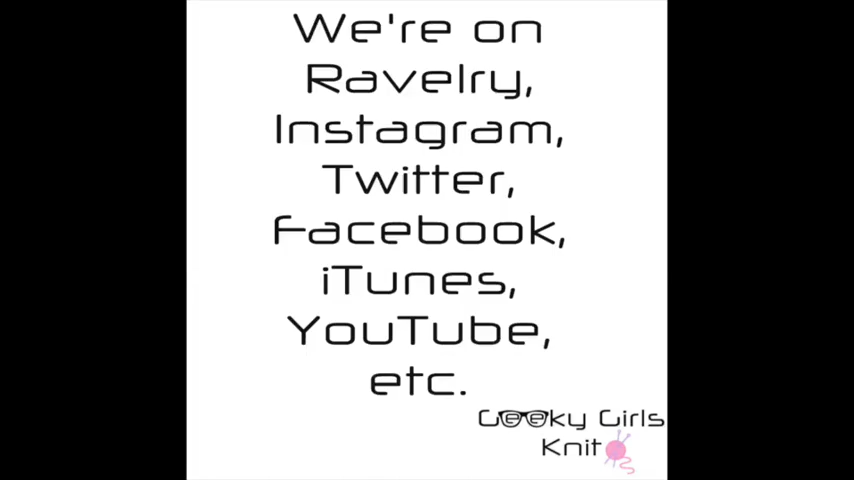 We're on
Ravelry,
Instagram,
Twitter,
Facebook,
iTunes,
YouTube,
etc.
Geeky Girls
Knit